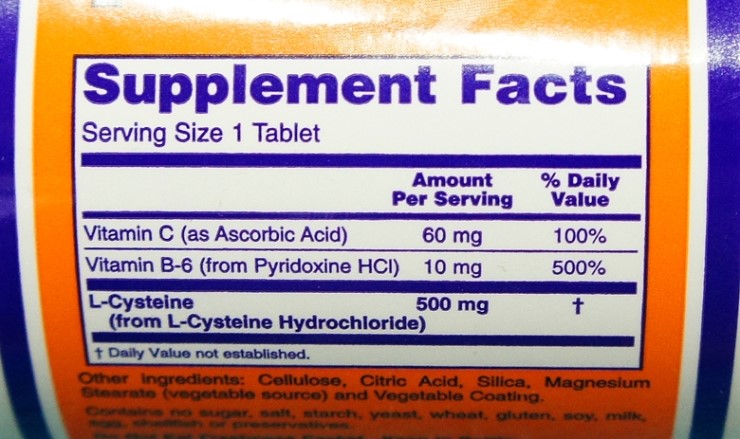 Supplement Facts
Serving Size 1 Tablet
Amount Per Serving % Daily Value
Vitamin C (as Ascorbic Acid) 60 mg 100%
Vitamin B-6 (from Pyridoxine HCl) 10 mg 500%
L-Cysteine 500 mg †
(from L-Cysteine Hydrochloride)
† Daily Value not established.
Other ingredients: Cellulose, Citric Acid, Silica, Magnesium
Stearate (vegetable source) and Vegetable Coating.
Contains no sugar, salt, starch, yeast, wheat, gluten, soy, milk,
egg, shellfish or preservatives.